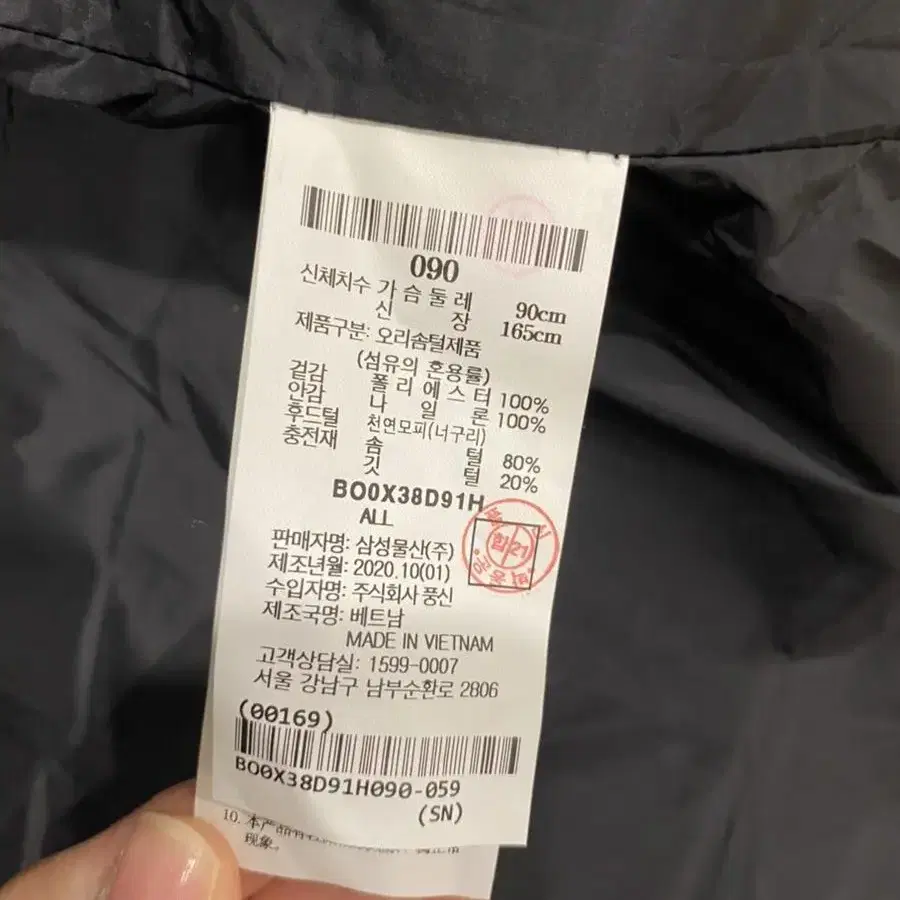 090
신체치수 가 슴 둘 레 90cm
신 장 165cm
제품구분: 오리솜털제품
(섬유의 혼용률)
겉감 폴 리 에 스 터 100%
안감 나 일 론 100%
후드털 천연모피(너구리)
충전재 솜 털 80%
깃 털 20%
BO0X38D91H
ALL
판매자명: 삼성물산(주)
제조년월: 2020.10(01)
수입자명: 주식회사 풍신
제조국명: 베트남
MADE IN VIETNAM
고객상담실: 1599-0007
서울 강남구 남부순환로 2806
(00169)
BO0X38D91H090-059
(SN)
10. 本产品
现象。